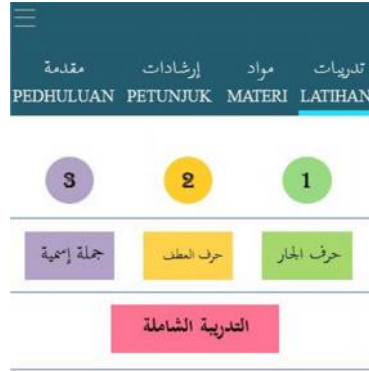 تدريبات مواد إرشادات مقدمة
PEDHULUAN PETUNJUK MATERI LATIHAN
1 2 3
حرف الجار حرف العطف جملة إسمية
التدريبة الشاملة